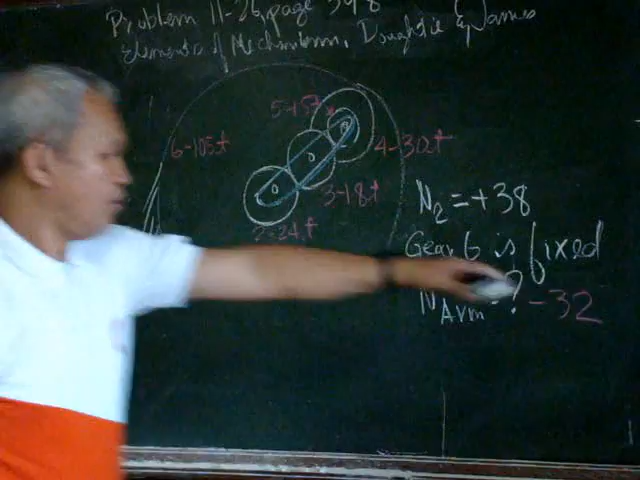 Problem 11-26, page 398
Elements of Mechanism, Doughtie & James
5-15t
6-105t
4-30t
3-18t
2-24t
N2 = +38
Gear 6 is fixed
NArm = ? -32